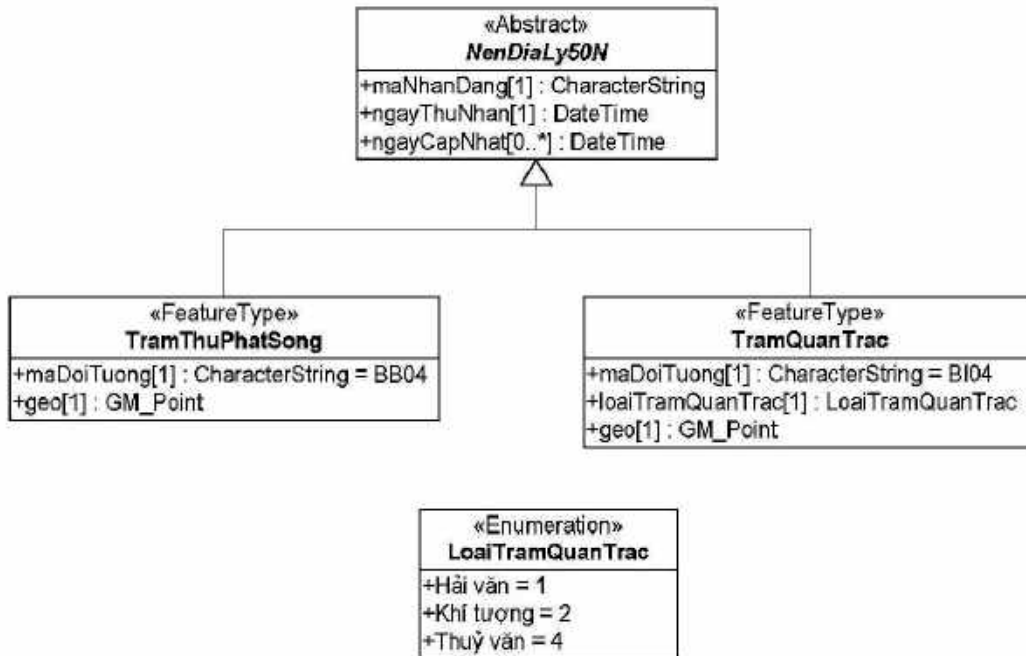 «Abstract»
NenDiaLy50N
+maNhanDang[1] : CharacterString
+ngayThuNhan[1] : DateTime
+ngayCapNhat[0..*] : DateTime
«FeatureType»
TramThuPhatSong
+maDoiTuong[1] : CharacterString = BB04
+geo[1] : GM_Point
«FeatureType»
TramQuanTrac
+maDoiTuong[1] : CharacterString = BI04
+loaiTramQuanTrac[1] : LoaiTramQuanTrac
+geo[1] : GM_Point
«Enumeration»
LoaiTramQuanTrac
+Hải văn = 1
+Khí tượng = 2
+Thuỷ văn = 4